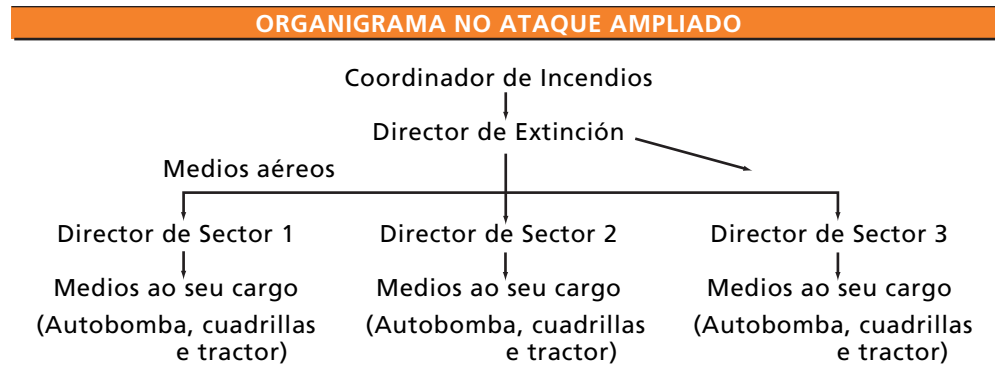 ORGANIGRAMA NO ATAQUE AMPLIADO
Coordinador de Incendios
Director de Extinción
Medios aéreos
Director de Sector 1
Medios ao seu cargo
(Autobomba, cuadrillas
e tractor)
Director de Sector 2
Medios ao seu cargo
(Autobomba, cuadrillas
e tractor)
Director de Sector 3
Medios ao seu cargo
(Autobomba, cuadrillas
e tractor)